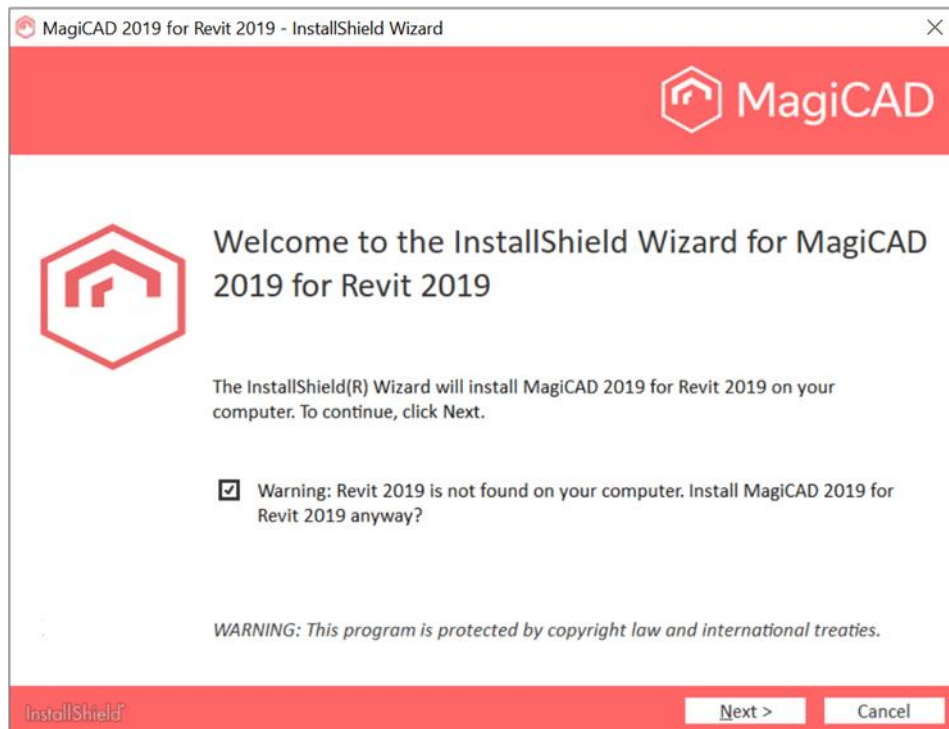 MagiCAD 2019 for Revit 2019 - InstallShield Wizard
MagiCAD
Welcome to the InstallShield Wizard for MagiCAD
2019 for Revit 2019
The InstallShield(R) Wizard will install MagiCAD 2019 for Revit 2019 on your
computer. To continue, click Next.
Warning: Revit 2019 is not found on your computer. Install MagiCAD 2019 for
Revit 2019 anyway?
WARNING: This program is protected by copyright law and international treaties.
InstallShield
Next >
Cancel